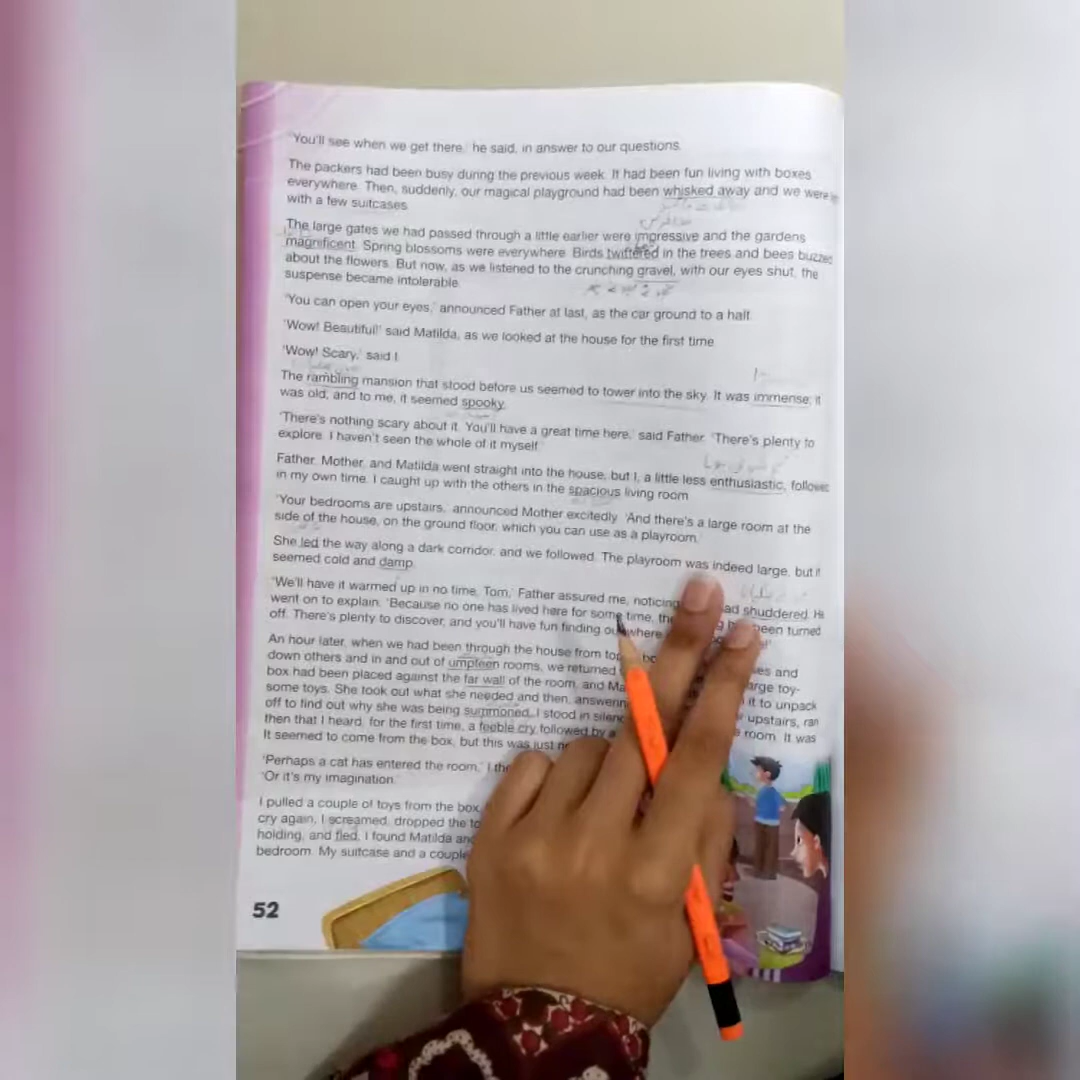 'You'll see when we get there,' he said, in answer to our questions.
The packers had been busy during the previous week. It had been fun living with boxes
everywhere. Then, suddenly, our magical playground had been whisked away and we were
with a few suitcases.
The large gates we had passed through a little earlier were impressive and the gardens
magnificent. Spring blossoms were everywhere. Birds twittered in the trees and bees buzzed
about the flowers. But now, as we listened to the crunching gravel, with our eyes shut, the
suspense became intolerable.
'You can open your eyes,' announced Father at last, as the car ground to a halt.
'Wow! Beautiful!' said Matilda, as we looked at the house for the first time.
'Wow! Scary,' said I.
The rambling mansion that stood before us seemed to tower into the sky. It was immense; it
was old; and to me, it seemed spooky.
'There's nothing scary about it. You'll have a great time here,' said Father. 'There's plenty to
explore. I haven't seen the whole of it myself.'
Father, Mother, and Matilda went straight into the house, but I, a little less enthusiastic, followed
in my own time. I caught up with the others in the spacious living room.
'Your bedrooms are upstairs,' announced Mother excitedly. 'And there's a large room at the
side of the house, on the ground floor, which you can use as a playroom.'
She led the way along a dark corridor, and we followed. The playroom was indeed large, but it
seemed cold and damp.
'We'll have it warmed up in no time, Tom,' Father assured me, noticing shuddered. He
went on to explain. 'Because no one has lived here for some time, been turned
off. There's plenty to discover, and you'll have fun finding out where
An hour later, when we had been through the house from and
down others and in and out of umpteen rooms, we returned large toy-
box had been placed against the far wall of the room, and it to unpack
some toys. She took out what she needed and then, upstairs, ran
off to find out why she was being summoned. I stood in room. It was
then that I heard, for the first time, a feeble cry followed by a
It seemed to come from the box, but this was just
'Perhaps a cat has entered the room,' I
'Or it's my imagination.'
I pulled a couple of toys from the box
cry again, I screamed, dropped the
holding, and fled. I found Matilda
bedroom. My suitcase and a couple
52